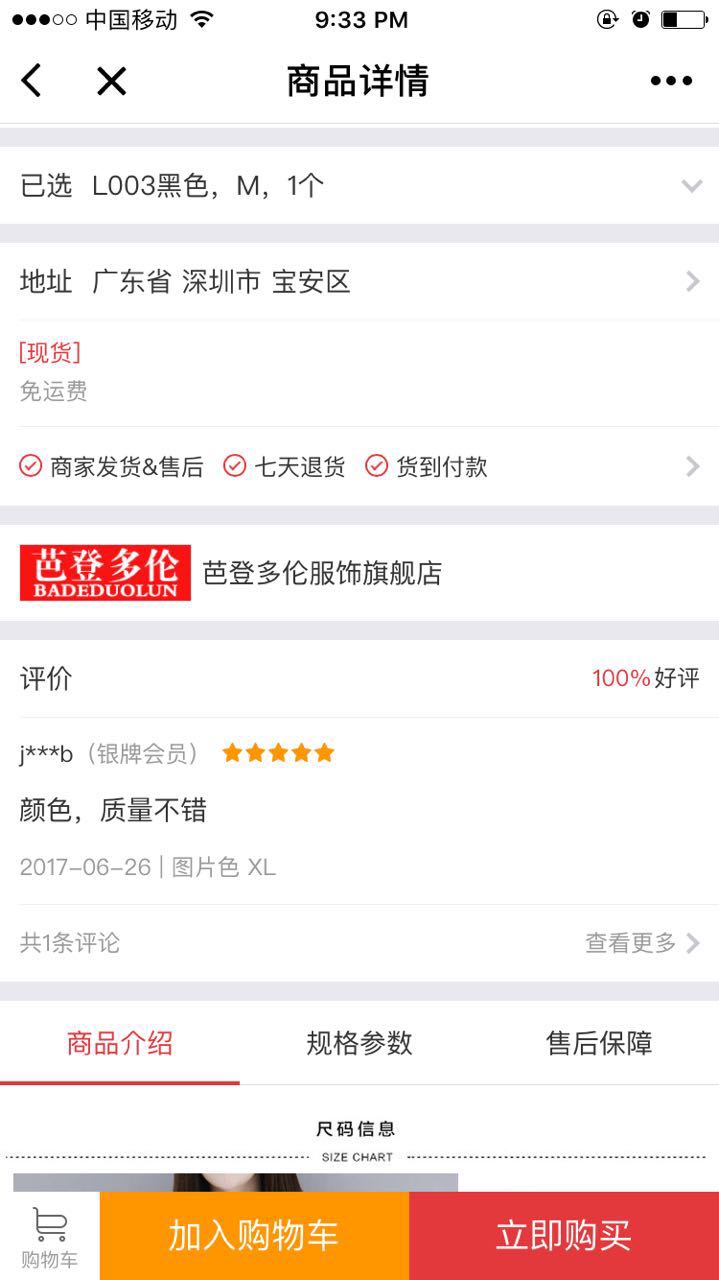 中国移动 9:33 PM
商品详情
已选 L003黑色，M，1个
地址 广东省 深圳市 宝安区
[现货]
免运费
商家发货&售后 七天退货 货到付款
芭登多伦
BADEDUOLUN
芭登多伦服饰旗舰店
评价 100%好评
j***b（银牌会员）
颜色，质量不错
2017-06-26 | 图片色 XL
共1条评论 查看更多
商品介绍 规格参数 售后保障
尺码信息
SIZE CHART
购物车 加入购物车 立即购买